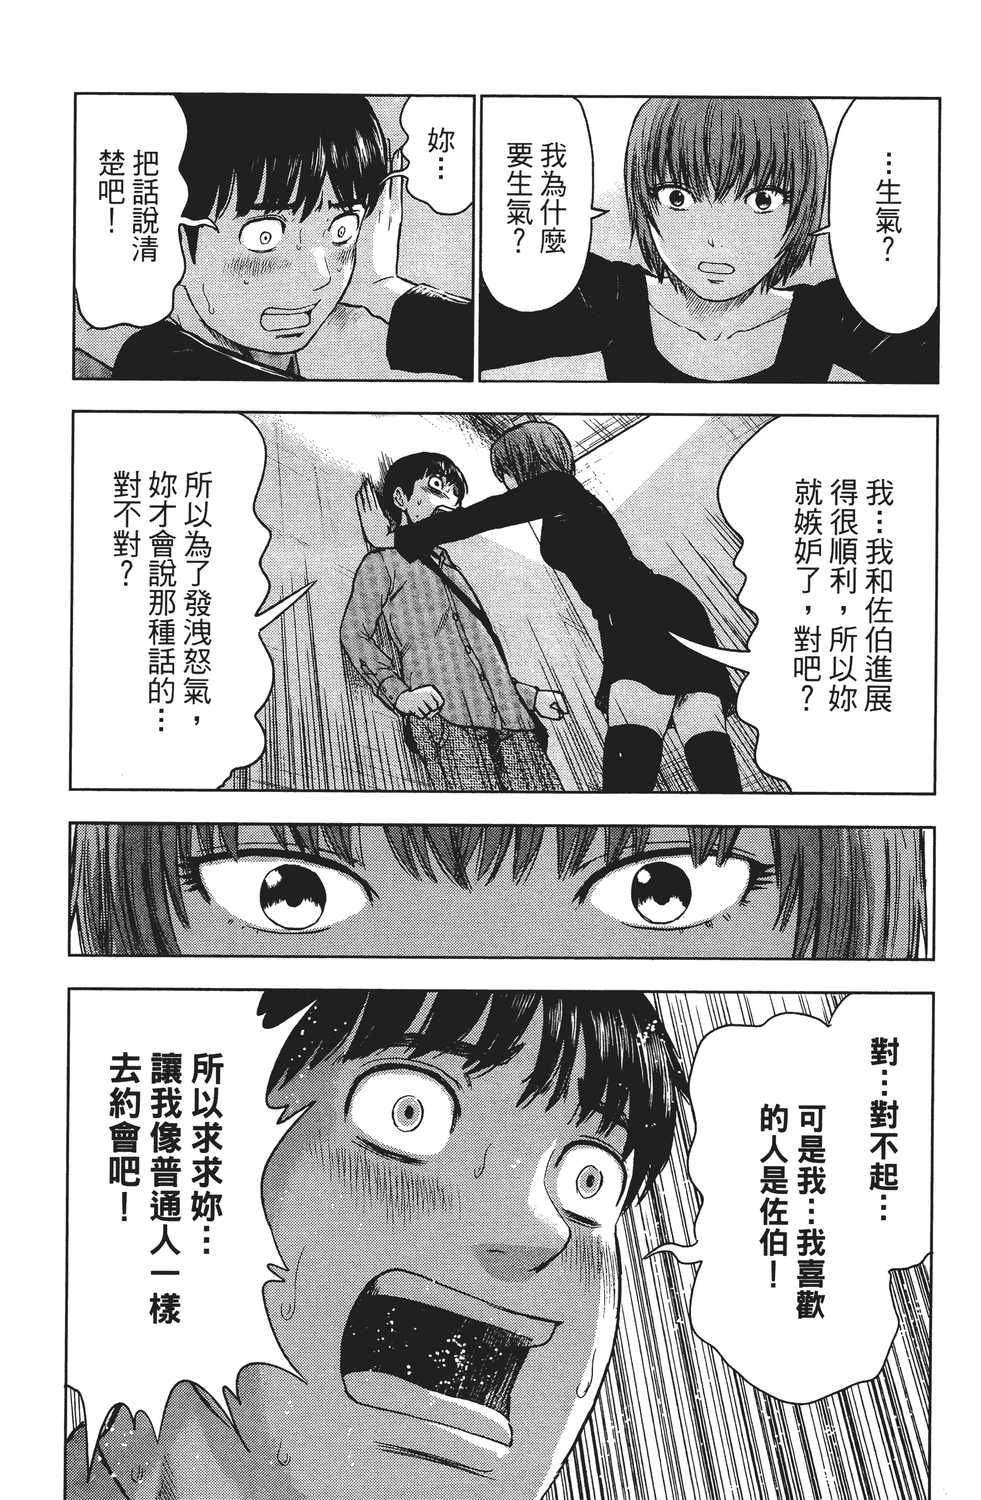 …生氣？
我為什麼
要生氣？
妳…
把話說清
楚吧！
我…我和佐伯進展
得很順利，所以妳
就嫉妒了，對吧？
所以為了發洩怒氣，
妳才會說那種話的…
對不對？
對…對不起…
可是我…我喜歡
的人是佐伯！
所以求求妳…
讓我像普通人一樣
去約會吧！